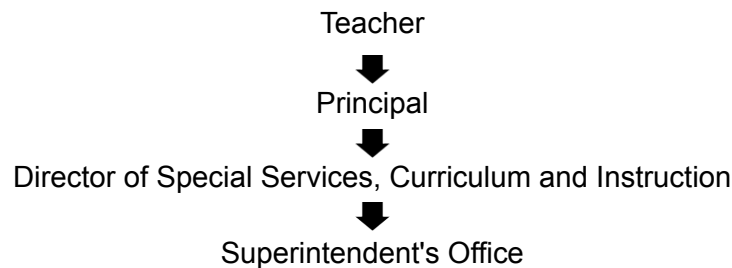 Teacher
Principal
Director of Special Services, Curriculum and Instruction
Superintendent's Office